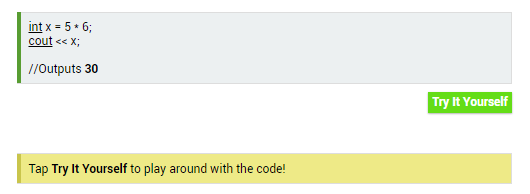 int x = 5 * 6;
cout << x;
//Outputs 30
Try It Yourself
Tap Try It Yourself to play around with the code!